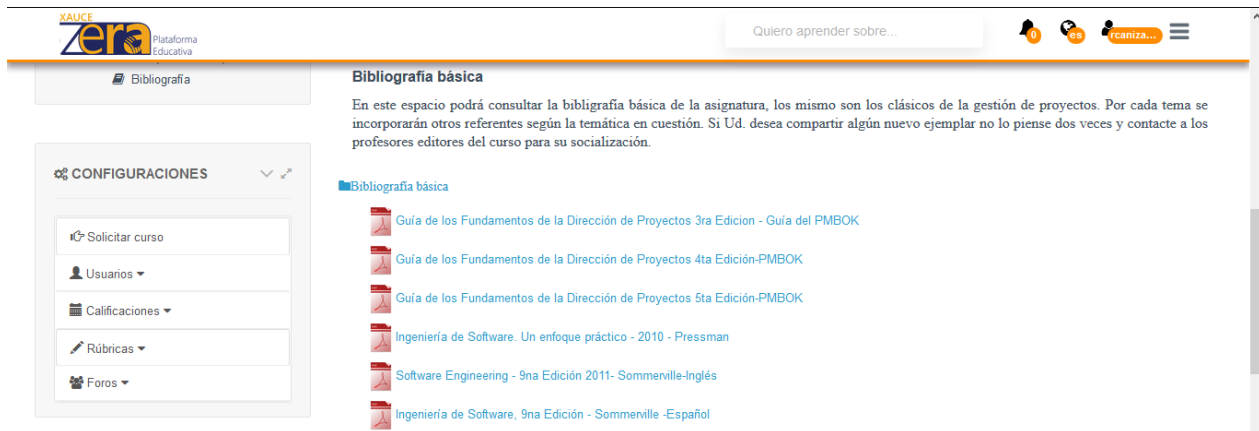 XAUCE
zera Plataforma
Educativa
Quiero aprender sobre...
0
es
rcaniza...
Bibliografía
Bibliografía básica
En este espacio podrá consultar la bibligrafía básica de la asignatura, los mismo son los clásicos de la gestión de proyectos. Por cada tema se
incorporarán otros referentes según la temática en cuestión. Si Ud. desea compartir algún nuevo ejemplar no lo piense dos veces y contacte a los
profesores editores del curso para su socialización.
CONFIGURACIONES
Solicitar curso
Usuarios
Calificaciones
Rúbricas
Foros
Bibliografía básica
Guía de los Fundamentos de la Dirección de Proyectos 3ra Edicion - Guía del PMBOK
Guía de los Fundamentos de la Dirección de Proyectos 4ta Edición-PMBOK
Guía de los Fundamentos de la Dirección de Proyectos 5ta Edición-PMBOK
Ingeniería de Software. Un enfoque práctico - 2010 - Pressman
Software Engineering - 9na Edición 2011- Sommerville-Inglés
Ingeniería de Software, 9na Edición - Sommerville -Español